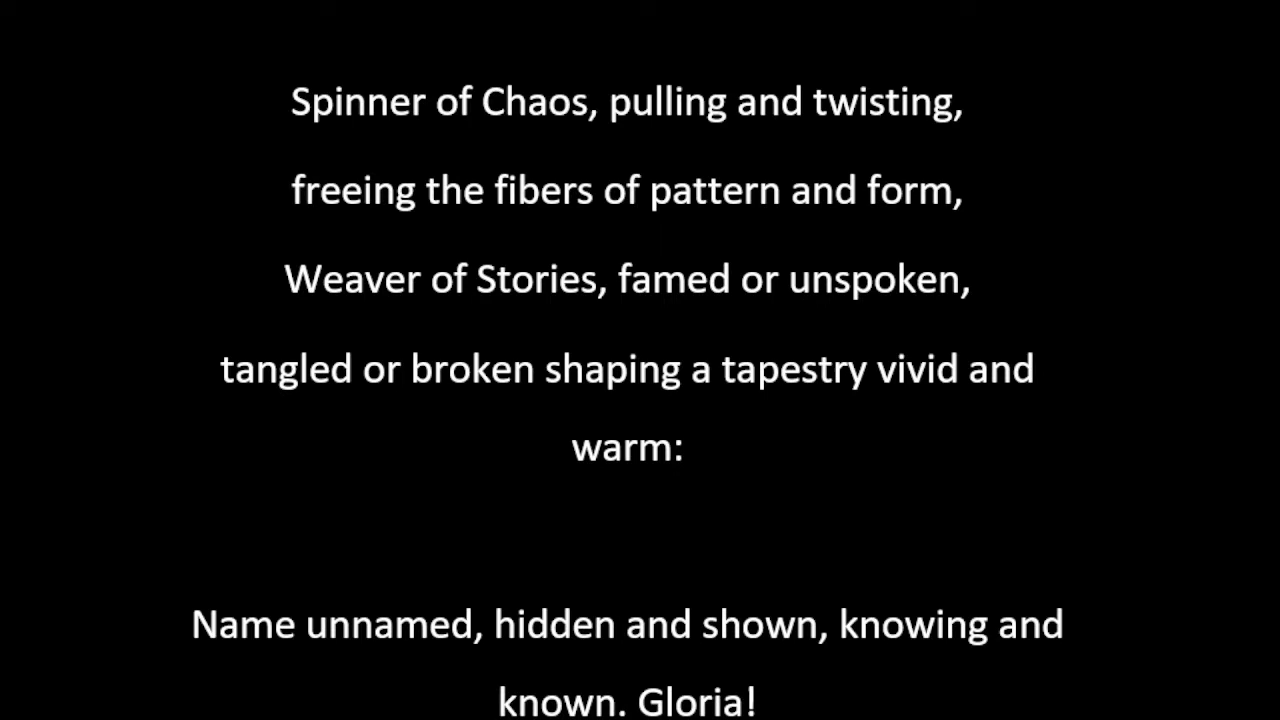 Spinner of Chaos, pulling and twisting,
freeing the fibers of pattern and form,
Weaver of Stories, famed or unspoken,
tangled or broken shaping a tapestry vivid and
warm:
Name unnamed, hidden and shown, knowing and
known. Gloria!